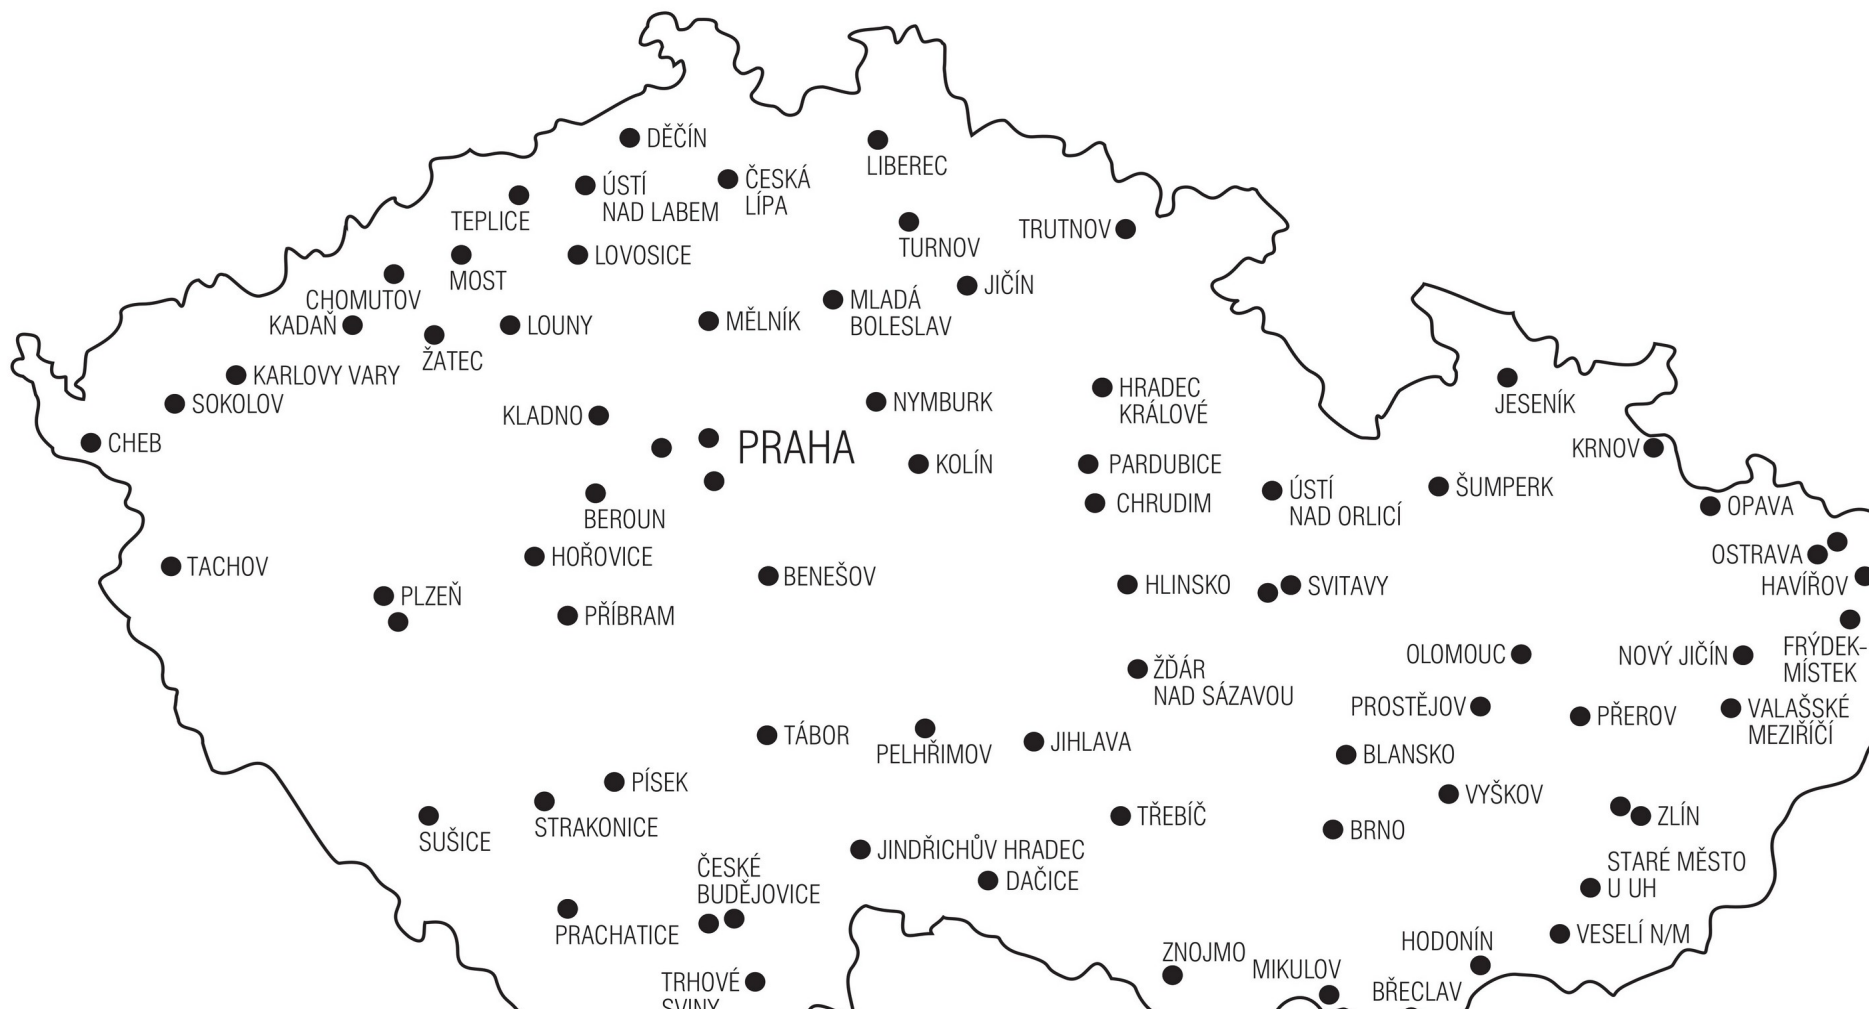 DĚČÍN
LIBEREC
ČESKÁ
LÍPA
ÚSTÍ
NAD LABEM
TEPLICE
TURNOV
TRUTNOV
LOVOSICE
MOST
CHOMUTOV
JIČÍN
MLADÁ
BOLESLAV
KADAŇ
LOUNY
MĚLNÍK
ŽATEC
KARLOVY VARY
SOKOLOV
JESENÍK
HRADEC
KRÁLOVÉ
NYMBURK
KLADNO
CHEB
PRAHA
KRNOV
KOLÍN
PARDUBICE
ÚSTÍ
NAD ORLICÍ
ŠUMPERK
CHRUDIM
OPAVA
BEROUN
HOŘOVICE
OSTRAVA
TACHOV
BENEŠOV
HLINSKO
SVITAVY
HAVÍŘOV
PLZEŇ
PŘÍBRAM
FRÝDEK-
MÍSTEK
OLOMOUC
NOVÝ JIČÍN
ŽĎÁR
NAD SÁZAVOU
PROSTĚJOV
PŘEROV
VALAŠSKÉ
MEZIŘÍČÍ
TÁBOR
PELHŘIMOV
JIHLAVA
BLANSKO
PÍSEK
VYŠKOV
STRAKONICE
SUŠICE
TŘEBÍČ
ZLÍN
BRNO
JINDŘICHŮV HRADEC
STARÉ MĚSTO
U UH
ČESKÉ
BUDĚJOVICE
DAČICE
PRACHATICE
VESELÍ N/M
HODONÍN
ZNOJMO
MIKULOV
TRHOVÉ
SVINY
BŘECLAV